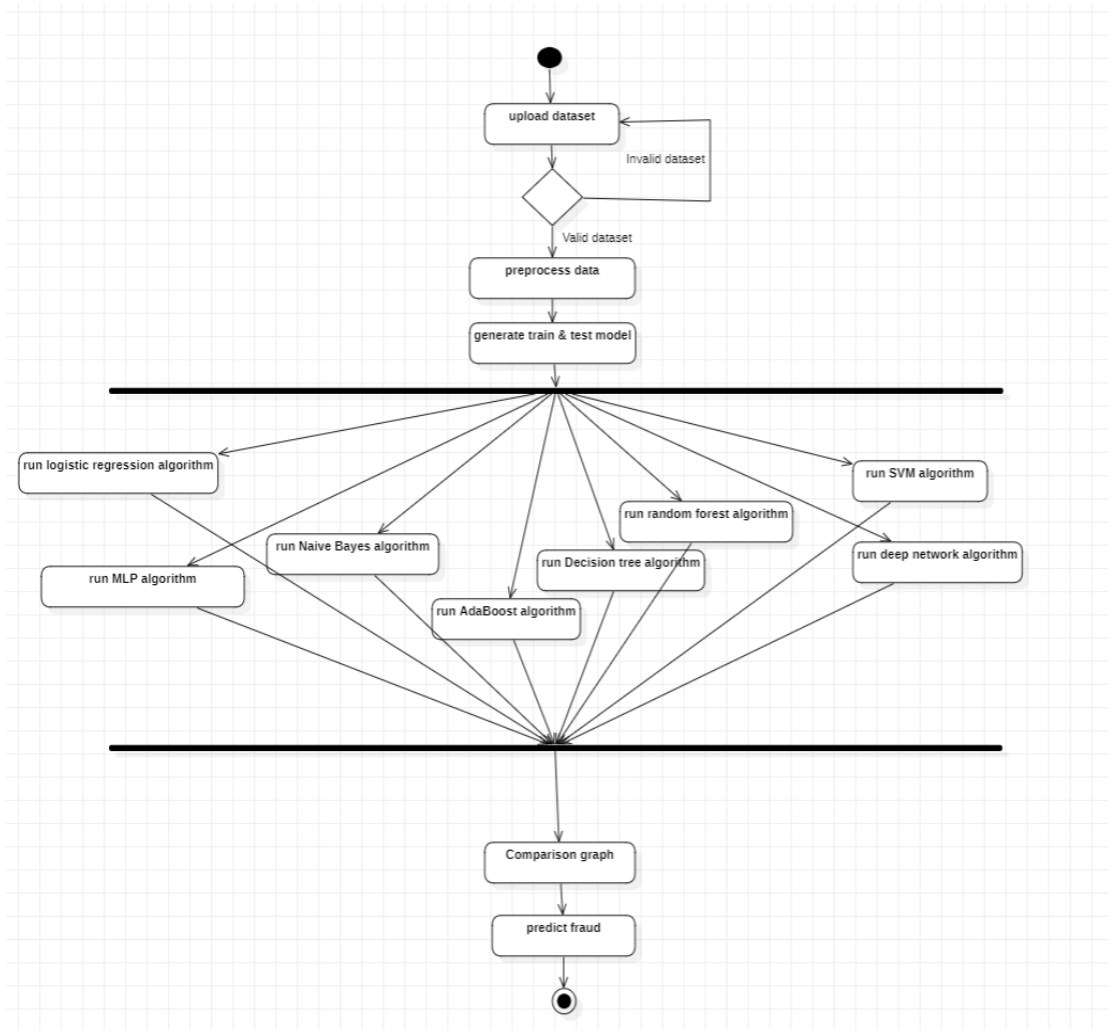 upload dataset
Invalid dataset
Valid dataset
preprocess data
generate train & test model
run logistic regression algorithm
run SVM algorithm
run random forest algorithm
run Naive Bayes algorithm
run deep network algorithm
run Decision tree algorithm
run MLP algorithm
run AdaBoost algorithm
Comparison graph
predict fraud